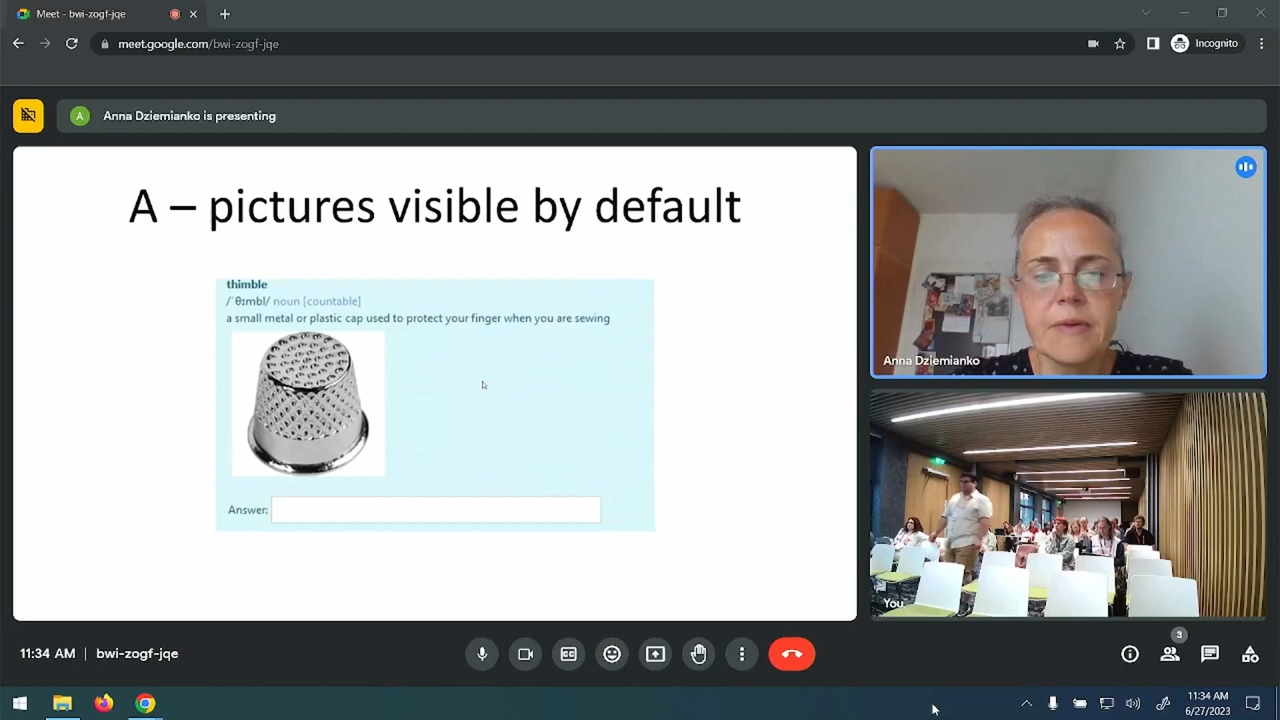 Meet - bwi-zogf-jqe
meet.google.com/bwi-zogf-jqe
Incognito
A
Anna Dziemianko is presenting
A – pictures visible by default
thimble
/ˈθɪmbl/ noun [countable]
a small metal or plastic cap used to protect your finger when you are sewing
Answer:
Anna Dziemianko
You
11:34 AM | bwi-zogf-jqe
3
11:34 AM
6/27/2023